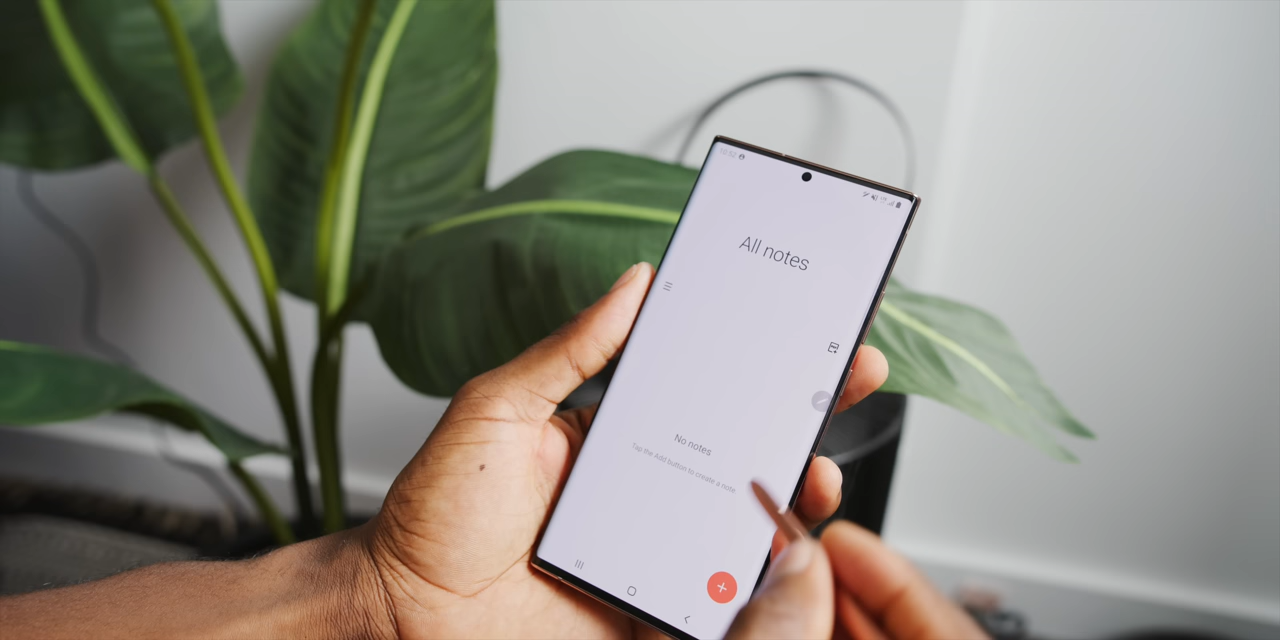 All notes
No notes
Tap the Add button to create a note.